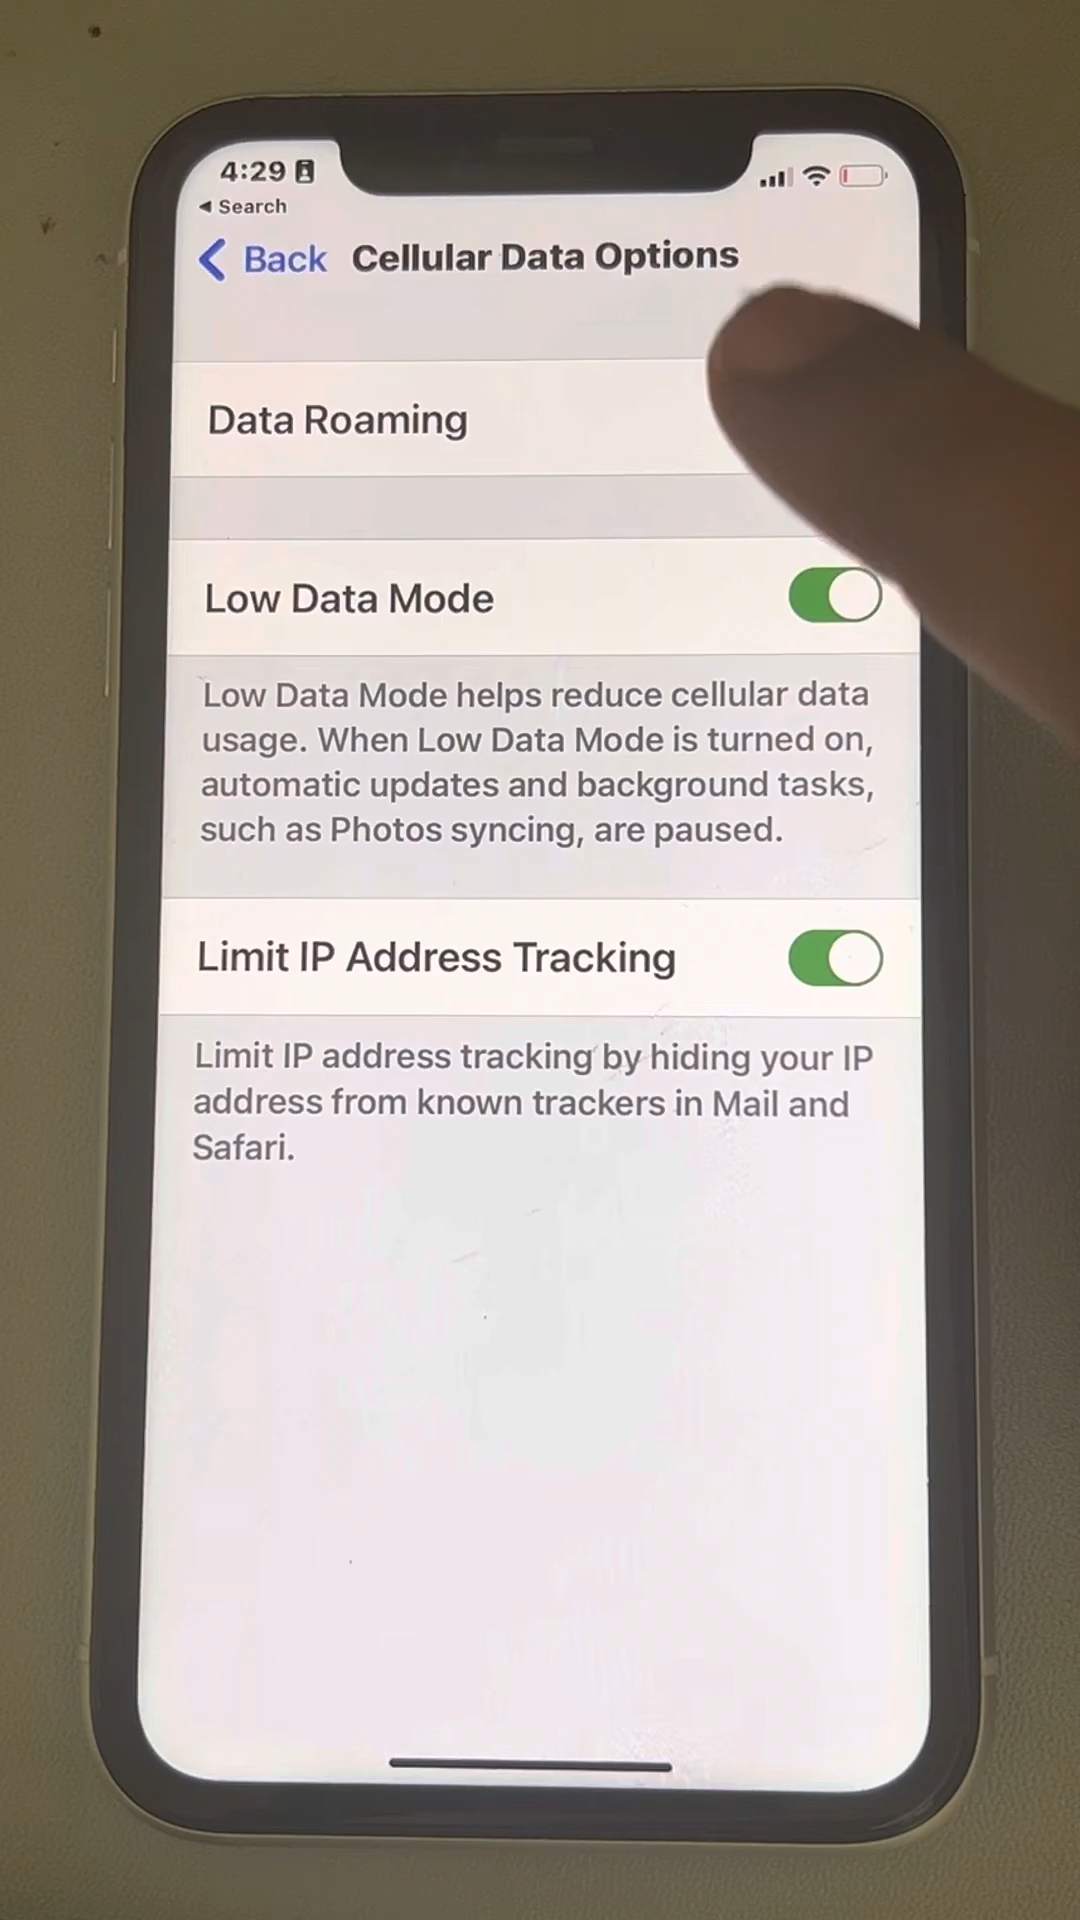 4:29
◀ Search
Back Cellular Data Options
Data Roaming
Low Data Mode
Low Data Mode helps reduce cellular data
usage. When Low Data Mode is turned on,
automatic updates and background tasks,
such as Photos syncing, are paused.
Limit IP Address Tracking
Limit IP address tracking by hiding your IP
address from known trackers in Mail and
Safari.